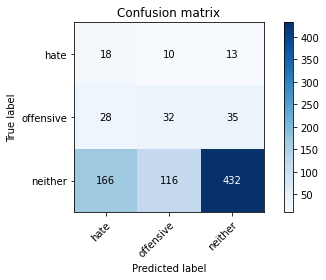 Confusion matrix
True label
hate
18 10 13
offensive
28 32 35
neither
166 116 432
hate offensive neither
Predicted label
400
350
300
250
200
150
100
50